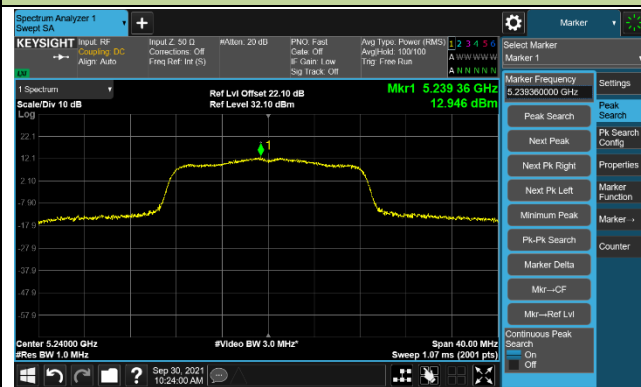 Spectrum Analyzer 1
Swept SA
Marker
KEYSIGHT
Input: RF
Coupling: DC
Align: Auto
Input Z: 50 Ω
Corrections: Off
Freq Ref: Int (S)
#Atten: 20 dB
PNO: Fast
Gate: Off
IF Gain: Low
Sig Track: Off
Avg Type: Power (RMS)
Avg|Hold: 100/100
Trig: Free Run
1 2 3 4 5 6
A W W W W W
A N N N N N
LXI
Select Marker
Marker 1
1 Spectrum
Scale/Div 10 dB
Log
Ref Lvl Offset 22.10 dB
Ref Level 32.10 dBm
Mkr1 5.239 36 GHz
12.946 dBm
1
22.1
12.1
2.10
-7.90
-17.9
-27.9
-37.9
-47.9
-57.9
Center 5.24000 GHz
#Res BW 1.0 MHz
#Video BW 3.0 MHz*
Span 40.00 MHz
Sweep 1.07 ms (2001 pts)
Marker Frequency
5.239360000 GHz
Peak Search
Next Peak
Next Pk Right
Next Pk Left
Minimum Peak
Pk-Pk Search
Marker Delta
Mkr→CF
Mkr→Ref Lvl
Continuous Peak
Search
On
Off
Settings
Peak
Search
Pk Search
Config
Properties
Marker
Function
Marker→
Counter
Sep 30, 2021
10:24:00 AM